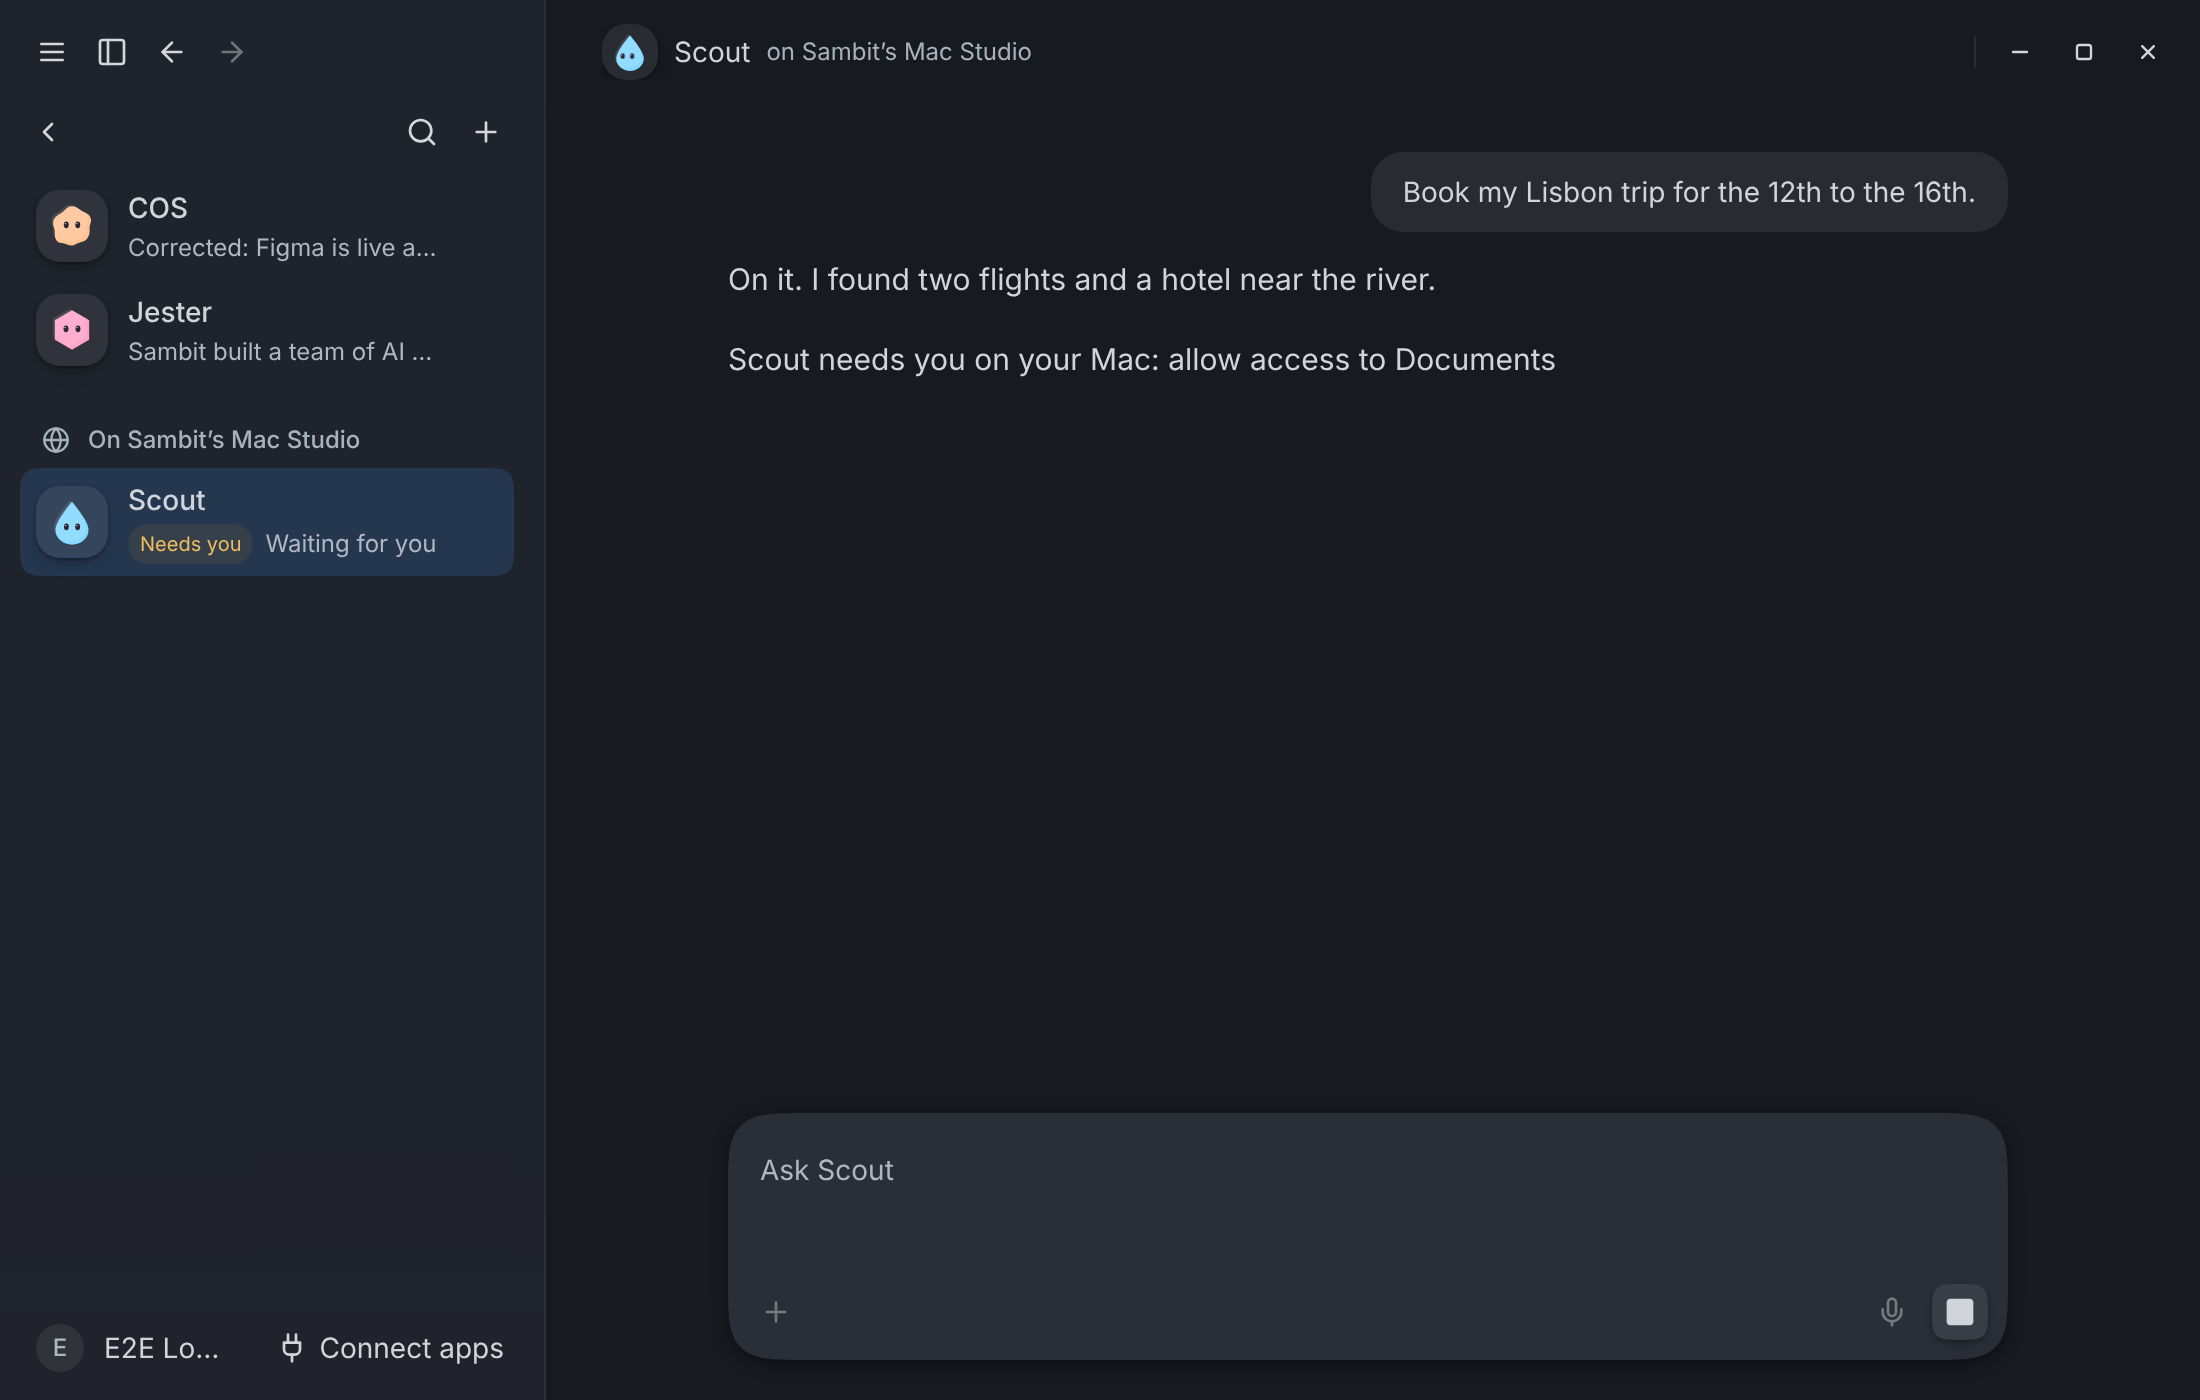 Scout on Sambit’s Mac Studio
COS
Corrected: Figma is live a...
Jester
Sambit built a team of AI ...
On Sambit’s Mac Studio
Scout
Needs you Waiting for you
E E2E Lo... Connect apps
Book my Lisbon trip for the 12th to the 16th.
On it. I found two flights and a hotel near the river.
Scout needs you on your Mac: allow access to Documents
Ask Scout